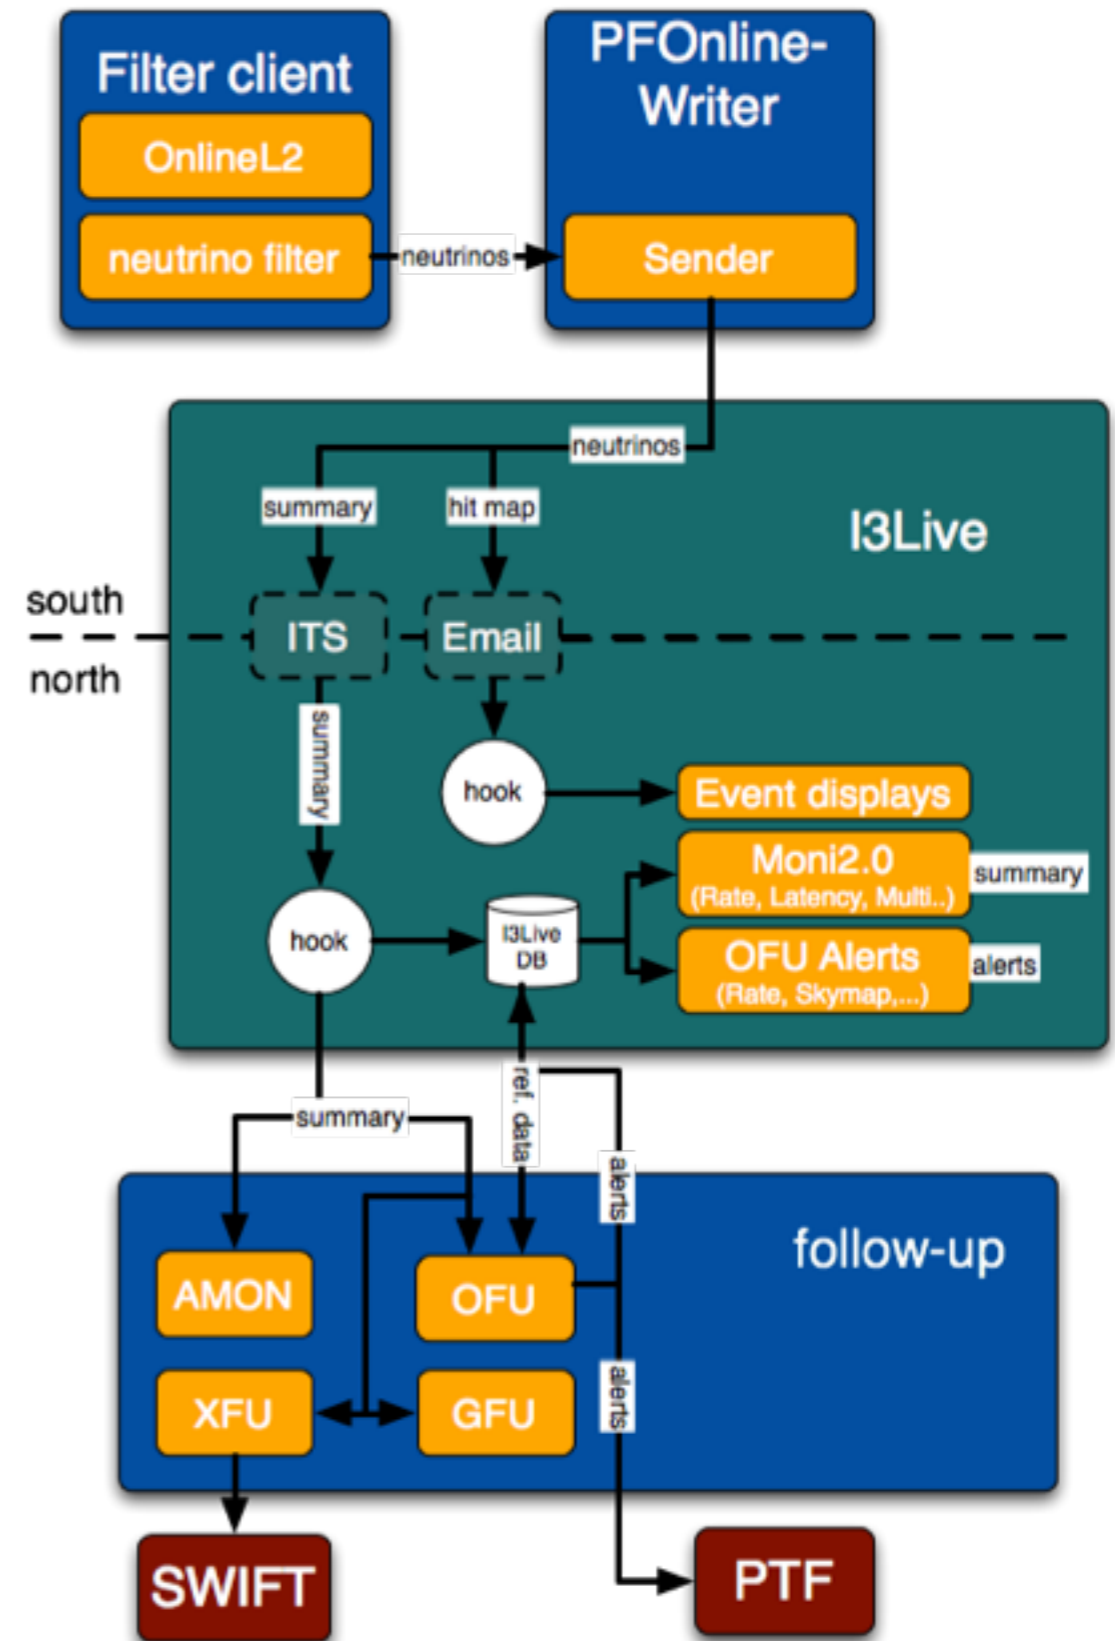 Filter client
OnlineL2
neutrino filter
neutrinos
PFOnline-
Writer
Sender
neutrinos
summary
hit map
I3Live
south
north
ITS
Email
summary
hook
Event displays
Moni2.0
(Rate, Latency, Multi..)
summary
hook
I3Live
DB
OFU Alerts
(Rate, Skymap,...)
alerts
ref. data
summary
alerts
follow-up
AMON
OFU
XFU
GFU
alerts
SWIFT
PTF